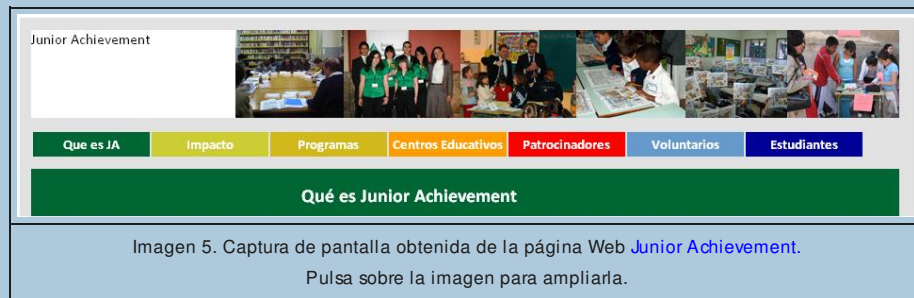 Junior Achievement
Que es JA Impacto Programas Centros Educativos Patrocinadores Voluntarios Estudiantes
Qué es Junior Achievement
Imagen 5. Captura de pantalla obtenida de la página Web Junior Achievement.
Pulsa sobre la imagen para ampliarla.